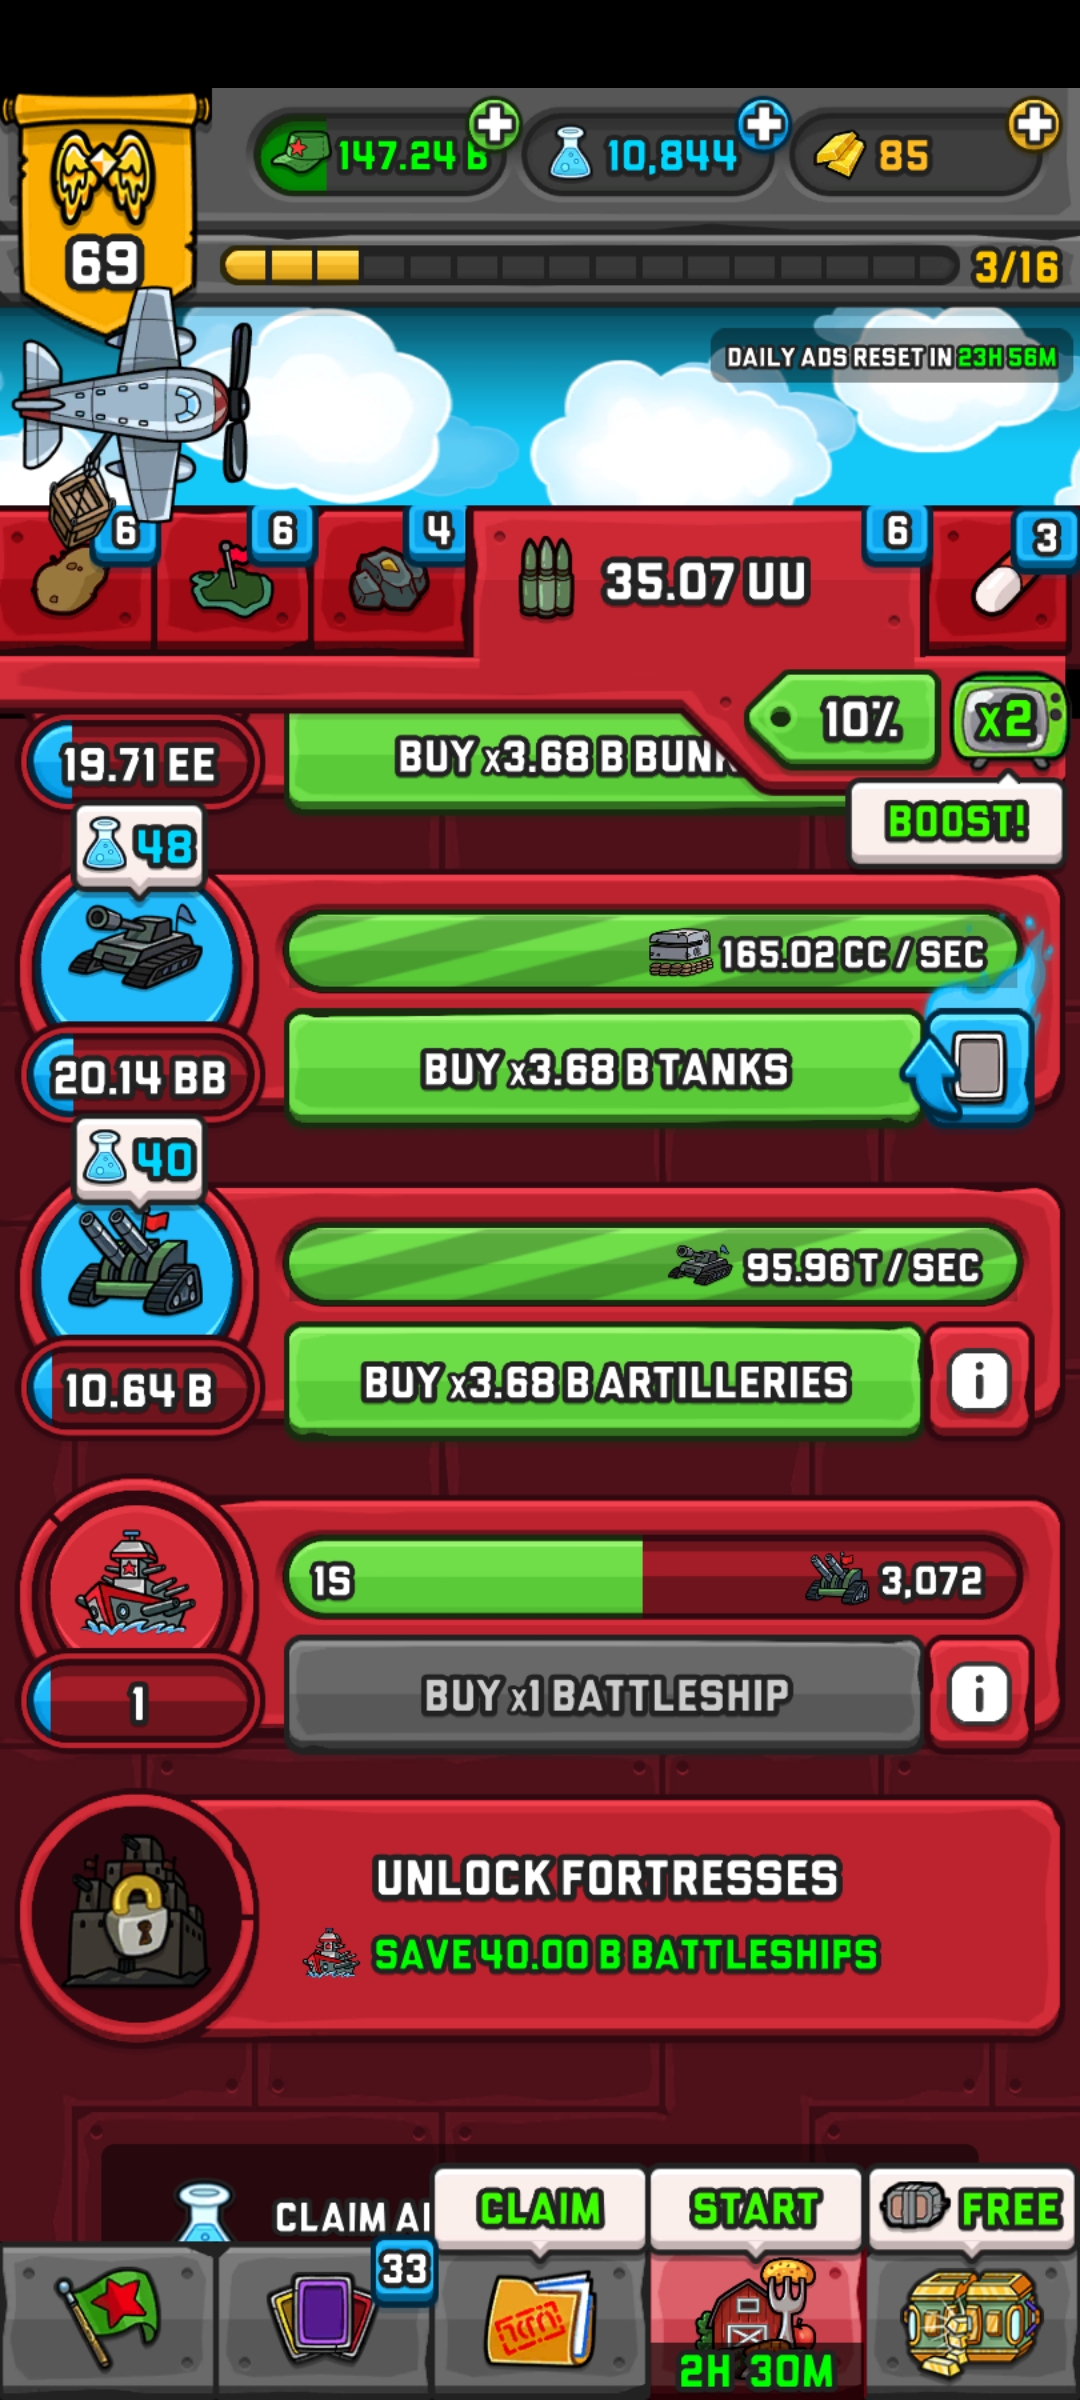 147.24 B
10,844
85
69
3/16
DAILY ADS RESET IN 23H 56M
6
6
4
35.07 UU
6
3
10%
x2
BOOST!
19.71 EE
BUY x3.68 B BUN
48
165.02 CC / SEC
BUY x3.68 B TANKS
20.14 BB
40
95.96 T / SEC
BUY x3.68 B ARTILLERIES
10.64 B
1S
3,072
BUY x1 BATTLESHIP
1
UNLOCK FORTRESSES
SAVE 40.00 B BATTLESHIPS
CLAIM AL
CLAIM
START
FREE
33
2H 30M